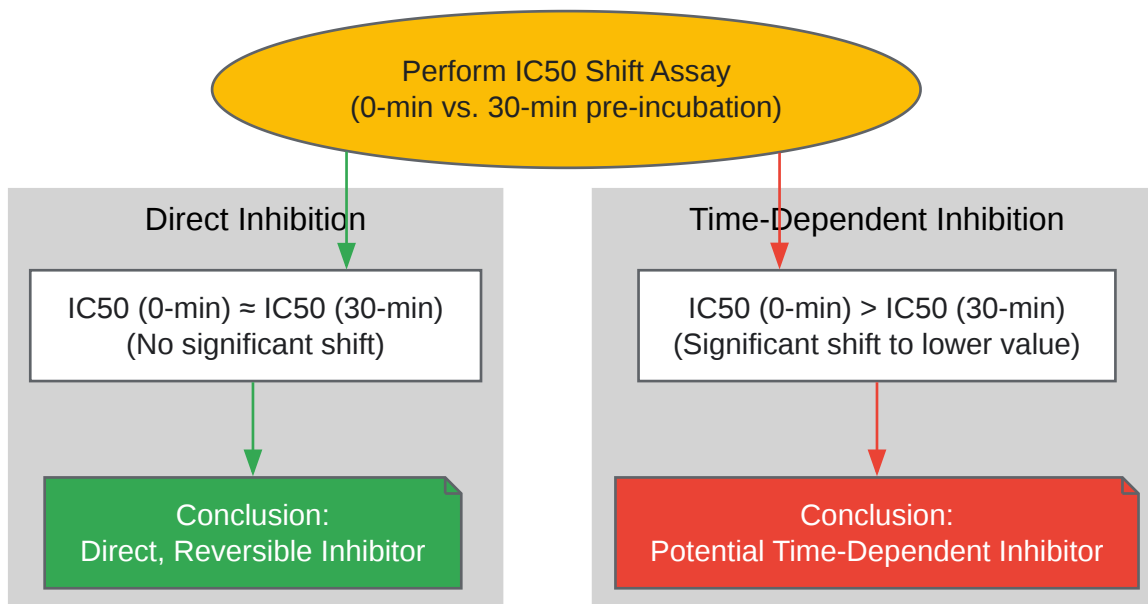 Perform IC50 Shift Assay
(0-min vs. 30-min pre-incubation)
Direct Inhibition
IC50 (0-min) ≈ IC50 (30-min)
(No significant shift)
Conclusion:
Direct, Reversible Inhibitor
Time-Dependent Inhibition
IC50 (0-min) > IC50 (30-min)
(Significant shift to lower value)
Conclusion:
Potential Time-Dependent Inhibitor